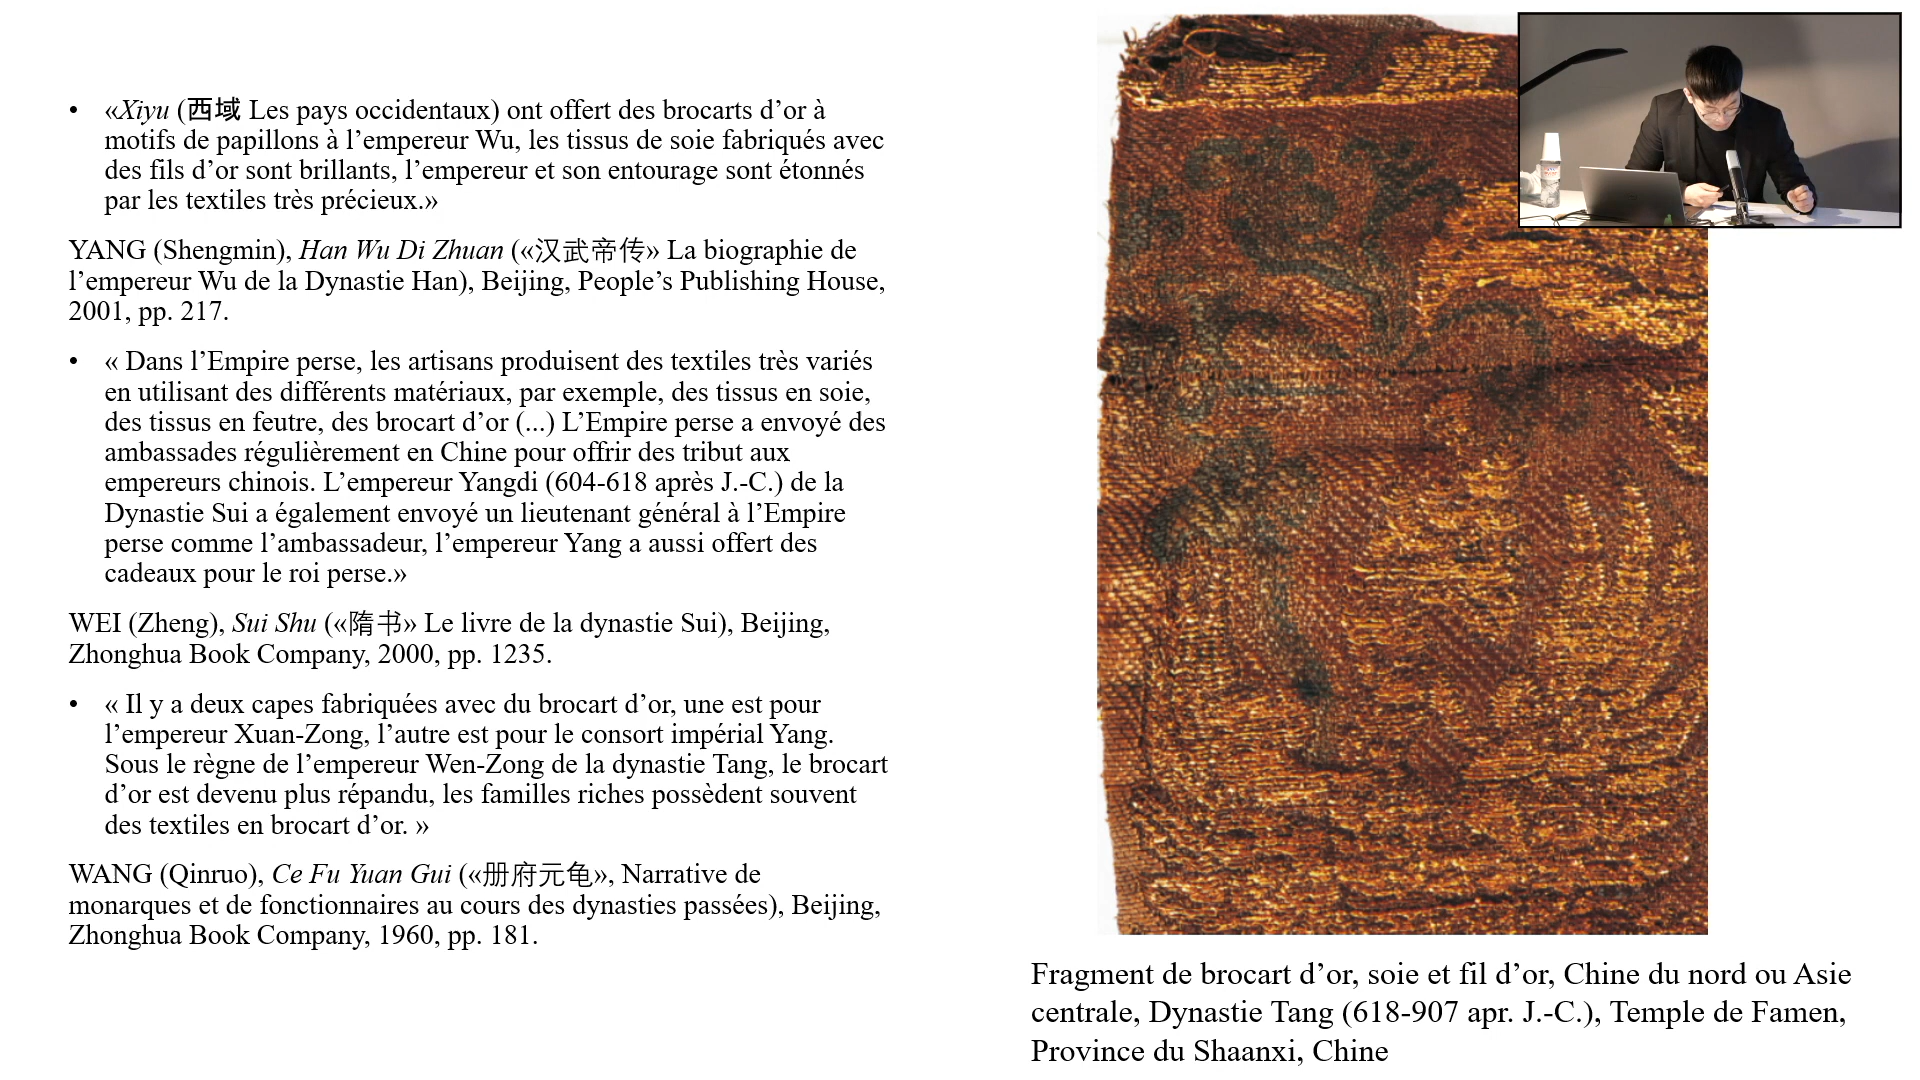 • «Xiyu (西域 Les pays occidentaux) ont offert des brocarts d’or à
motifs de papillons à l’empereur Wu, les tissus de soie fabriqués avec
des fils d’or sont brillants, l’empereur et son entourage sont étonnés
par les textiles très précieux.»
YANG (Shengmin), Han Wu Di Zhuan («汉武帝传» La biographie de
l’empereur Wu de la Dynastie Han), Beijing, People’s Publishing House,
2001, pp. 217.
• « Dans l’Empire perse, les artisans produisent des textiles très variés
en utilisant des différents matériaux, par exemple, des tissus en soie,
des tissus en feutre, des brocart d’or (...) L’Empire perse a envoyé des
ambassades régulièrement en Chine pour offrir des tribut aux
empereurs chinois. L’empereur Yangdi (604-618 après J.-C.) de la
Dynastie Sui a également envoyé un lieutenant général à l’Empire
perse comme l’ambassadeur, l’empereur Yang a aussi offert des
cadeaux pour le roi perse.»
WEI (Zheng), Sui Shu («隋书» Le livre de la dynastie Sui), Beijing,
Zhonghua Book Company, 2000, pp. 1235.
• « Il y a deux capes fabriquées avec du brocart d’or, une est pour
l’empereur Xuan-Zong, l’autre est pour le consort impérial Yang.
Sous le règne de l’empereur Wen-Zong de la dynastie Tang, le brocart
d’or est devenu plus répandu, les familles riches possèdent souvent
des textiles en brocart d’or. »
WANG (Qinruo), Ce Fu Yuan Gui («册府元龟», Narrative de
monarques et de fonctionnaires au cours des dynasties passées), Beijing,
Zhonghua Book Company, 1960, pp. 181.
Fragment de brocart d’or, soie et fil d’or, Chine du nord ou Asie
centrale, Dynastie Tang (618-907 apr. J.-C.), Temple de Famen,
Province du Shaanxi, Chine